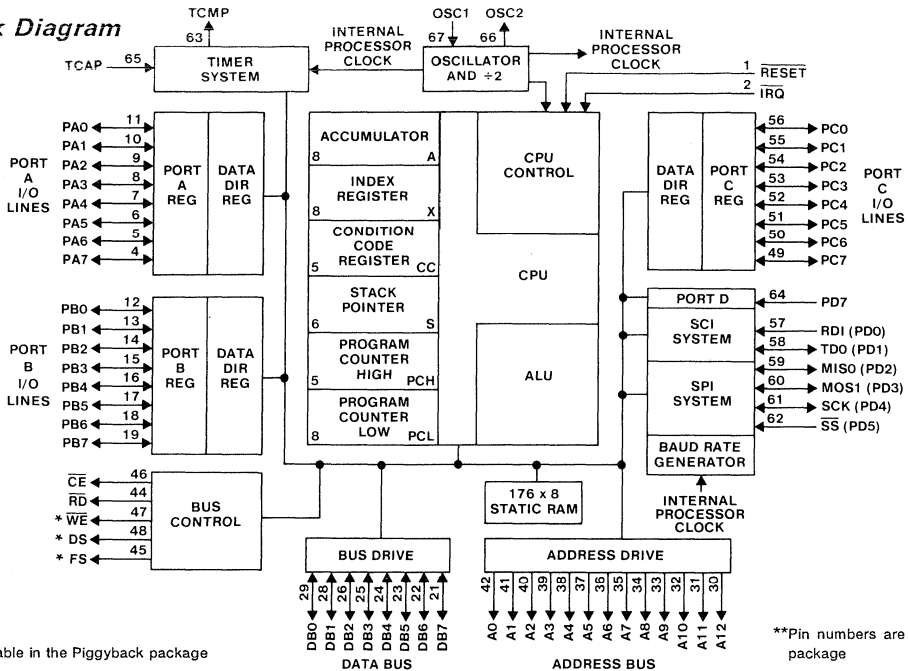 k Diagram
TCMP
63
TCAP
65
TIMER
SYSTEM
INTERNAL
PROCESSOR
CLOCK
OSC1
OSC2
67
66
OSCILLATOR
AND ÷2
INTERNAL
PROCESSOR
CLOCK
1
RESET
2
IRQ
PORT
A
I/O
LINES
PA0 11
PA1 10
PA2 9
PA3 8
PA4 7
PA5 6
PA6 5
PA7 4
PORT
A
REG
DATA
DIR
REG
ACCUMULATOR
8 A
INDEX
REGISTER
8 X
CONDITION
CODE
REGISTER
5 CC
STACK
POINTER
6 S
PROGRAM
COUNTER
HIGH
5 PCH
PROGRAM
COUNTER
LOW
8 PCL
CPU
CONTROL
CPU
ALU
DATA
DIR
REG
PORT
C
REG
56 PC0
55 PC1
54 PC2
53 PC3
52 PC4
51 PC5
50 PC6
49 PC7
PORT
C
I/O
LINES
PORT
B
I/O
LINES
PB0 12
PB1 13
PB2 14
PB3 15
PB4 16
PB5 17
PB6 18
PB7 19
PORT
B
REG
DATA
DIR
REG
PORT D
SCI
SYSTEM
SPI
SYSTEM
BAUD RATE
GENERATOR
64 PD7
57 RDI (PD0)
58 TD0 (PD1)
59 MIS0 (PD2)
60 MOS1 (PD3)
61 SCK (PD4)
62 SS (PD5)
INTERNAL
PROCESSOR
CLOCK
CE 46
RD 44
* WE 47
* DS 48
* FS 45
BUS
CONTROL
176 x 8
STATIC RAM
BUS DRIVE
29 28 26 25 24 23 22 21
DB0 DB1 DB2 DB3 DB4 DB5 DB6 DB7
DATA BUS
ADDRESS DRIVE
42 41 40 39 38 37 36 35 34 33 32 31 30
A0 A1 A2 A3 A4 A5 A6 A7 A8 A9 A10 A11 A12
ADDRESS BUS
able in the Piggyback package
**Pin numbers are
package